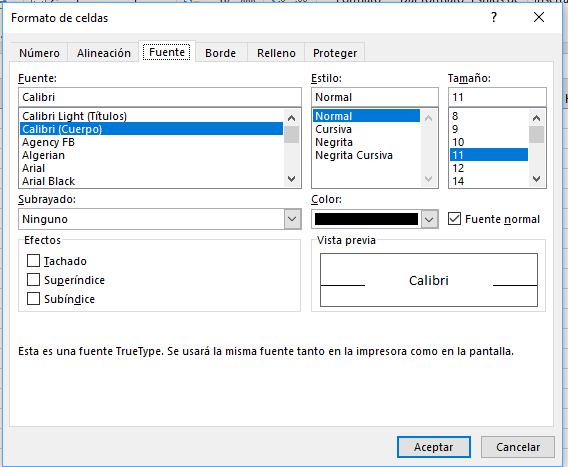 Formato de celdas
Número Alineación Fuente Borde Relleno Proteger
Fuente: Estilo: Tamaño:
Calibri Normal 11
Calibri Light (Títulos) Normal 8
Calibri (Cuerpo) Cursiva 9
Agency FB Negrita 10
Algerian Negrita Cursiva 11
Arial 12
Arial Black 14
Subrayado: Color:
Ninguno Fuente normal
Efectos Vista previa
Tachado
Superíndice Calibri
Subíndice
Esta es una fuente TrueType. Se usará la misma fuente tanto en la impresora como en la pantalla.
Aceptar Cancelar